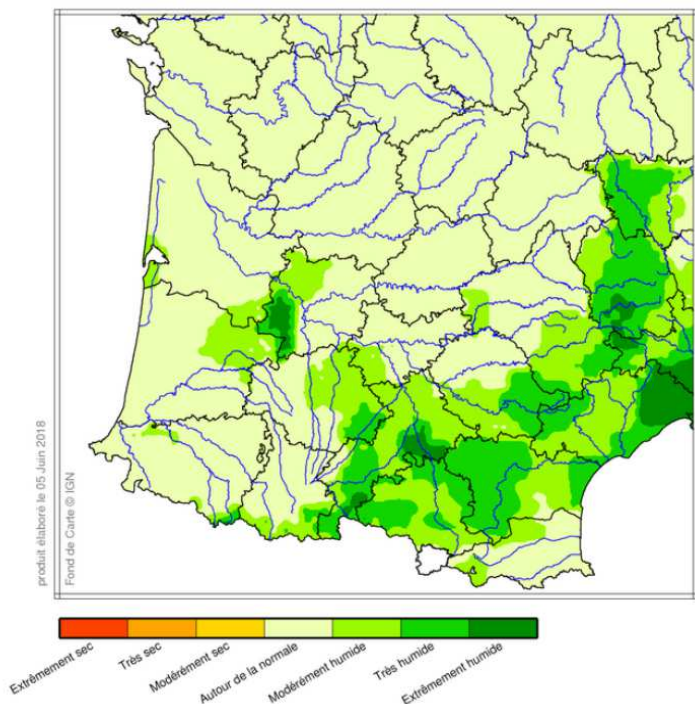 produit élaboré le 05 Juin 2018
Fond de Carte © IGN
Extrêmement sec
Très sec
Modérément sec
Autour de la normale
Modérément humide
Très humide
Extrêmement humide